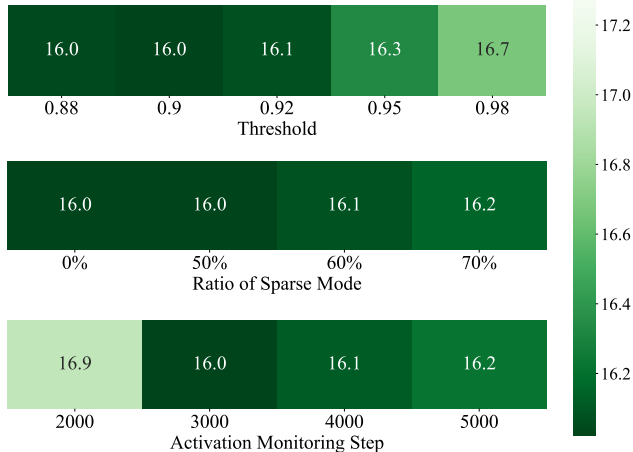 16.0 16.0 16.1 16.3 16.7
0.88 0.9 0.92 0.95 0.98
Threshold
16.0 16.0 16.1 16.2
0% 50% 60% 70%
Ratio of Sparse Mode
16.9 16.0 16.1 16.2
2000 3000 4000 5000
Activation Monitoring Step
17.2
17.0
16.8
16.6
16.4
16.2